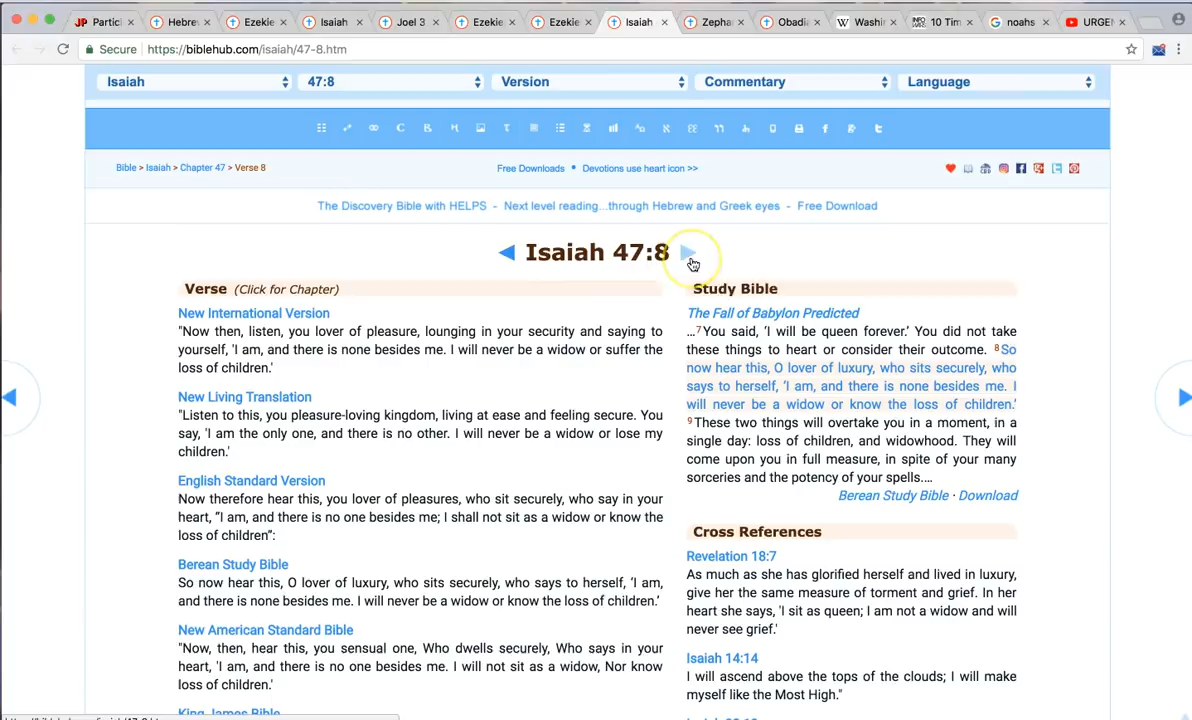 JP Partici
Hebrew
Ezekie
Isaiah
Joel 3
Ezekie
Ezekie
Isaiah
Zepha
Obadi
W Washi
INFO WARS 10 Tim
G noahs
URGEN
Secure https://biblehub.com/isaiah/47-8.htm
Isaiah 47:8 Version Commentary Language
Bible > Isaiah > Chapter 47 > Verse 8
Free Downloads • Devotions use heart icon >>
The Discovery Bible with HELPS - Next level reading...through Hebrew and Greek eyes - Free Download
Isaiah 47:8
Verse (Click for Chapter)
New International Version
"Now then, listen, you lover of pleasure, lounging in your security and saying to
yourself, 'I am, and there is none besides me. I will never be a widow or suffer the
loss of children.'
New Living Translation
"Listen to this, you pleasure-loving kingdom, living at ease and feeling secure. You
say, 'I am the only one, and there is no other. I will never be a widow or lose my
children.'
English Standard Version
Now therefore hear this, you lover of pleasures, who sit securely, who say in your
heart, “I am, and there is no one besides me; I shall not sit as a widow or know the
loss of children”:
Berean Study Bible
So now hear this, O lover of luxury, who sits securely, who says to herself, ‘I am,
and there is none besides me. I will never be a widow or know the loss of children.’
New American Standard Bible
"Now, then, hear this, you sensual one, Who dwells securely, Who says in your
heart, 'I am, and there is no one besides me. I will not sit as a widow, Nor know
loss of children.'
King James Bible
Study Bible
The Fall of Babylon Predicted
…7You said, ‘I will be queen forever.’ You did not take
these things to heart or consider their outcome. 8So
now hear this, O lover of luxury, who sits securely, who
says to herself, ‘I am, and there is none besides me. I
will never be a widow or know the loss of children.’
9These two things will overtake you in a moment, in a
single day: loss of children, and widowhood. They will
come upon you in full measure, in spite of your many
sorceries and the potency of your spells.…
Berean Study Bible · Download
Cross References
Revelation 18:7
As much as she has glorified herself and lived in luxury,
give her the same measure of torment and grief. In her
heart she says, 'I sit as queen; I am not a widow and will
never see grief.'
Isaiah 14:14
I will ascend above the tops of the clouds; I will make
myself like the Most High."